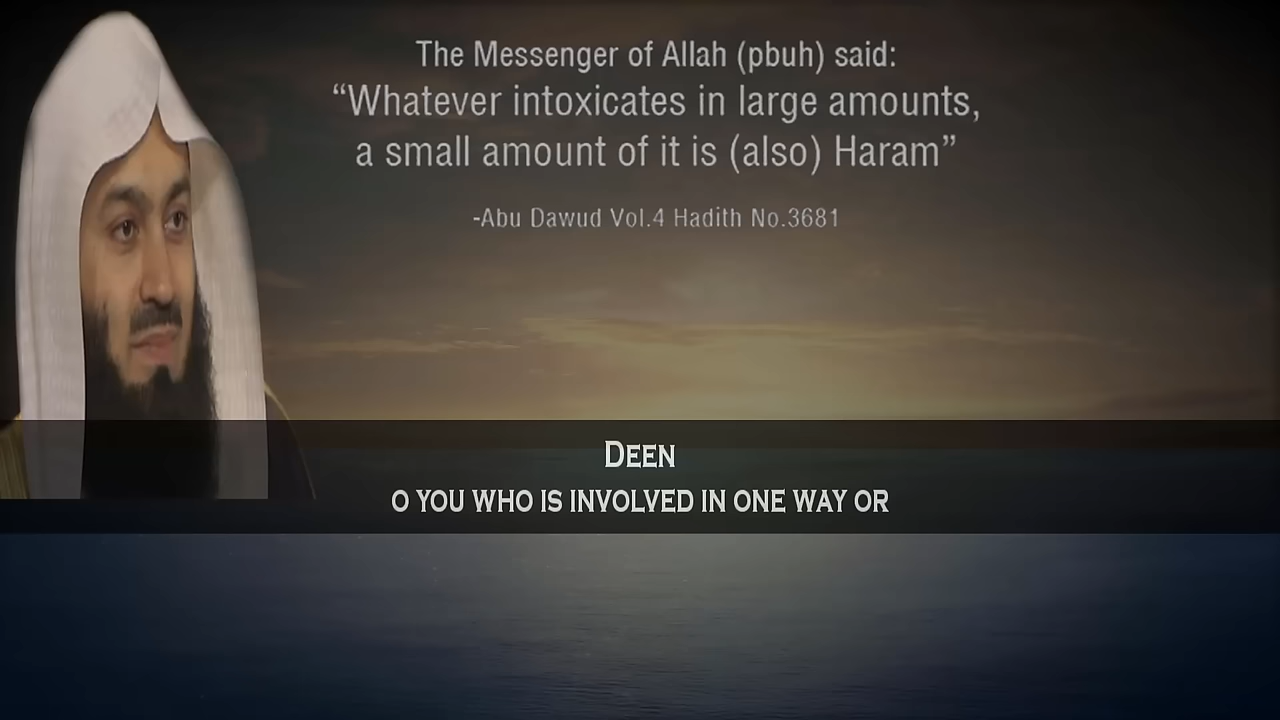 The Messenger of Allah (pbuh) said:
“Whatever intoxicates in large amounts,
a small amount of it is (also) Haram”
-Abu Dawud Vol.4 Hadith No.3681
Deen
o you who is involved in one way or